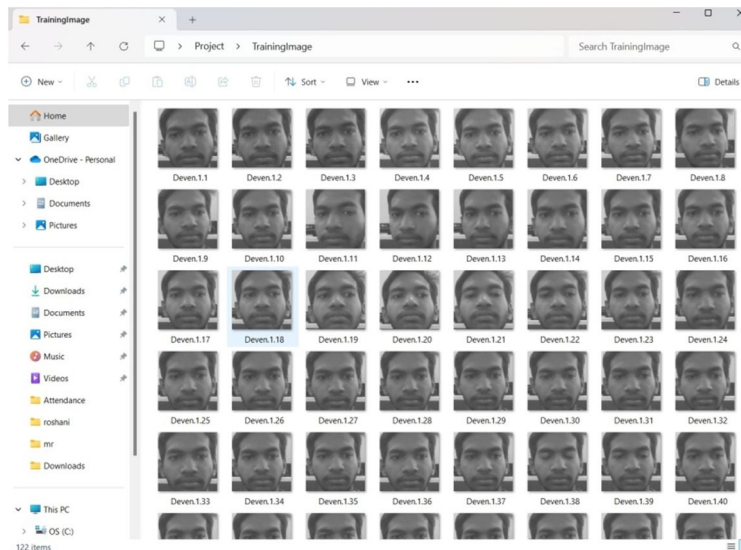 TrainingImage
Project > TrainingImage
Search TrainingImage
New
Sort
View
Details
Home
Gallery
OneDrive - Personal
Desktop
Documents
Pictures
Desktop
Downloads
Documents
Pictures
Music
Videos
Attendance
roshani
mr
Downloads
This PC
OS (C:)
122 items
Deven.1.1 Deven.1.2 Deven.1.3 Deven.1.4 Deven.1.5 Deven.1.6 Deven.1.7 Deven.1.8
Deven.1.9 Deven.1.10 Deven.1.11 Deven.1.12 Deven.1.13 Deven.1.14 Deven.1.15 Deven.1.16
Deven.1.17 Deven.1.18 Deven.1.19 Deven.1.20 Deven.1.21 Deven.1.22 Deven.1.23 Deven.1.24
Deven.1.25 Deven.1.26 Deven.1.27 Deven.1.28 Deven.1.29 Deven.1.30 Deven.1.31 Deven.1.32
Deven.1.33 Deven.1.34 Deven.1.35 Deven.1.36 Deven.1.37 Deven.1.38 Deven.1.39 Deven.1.40